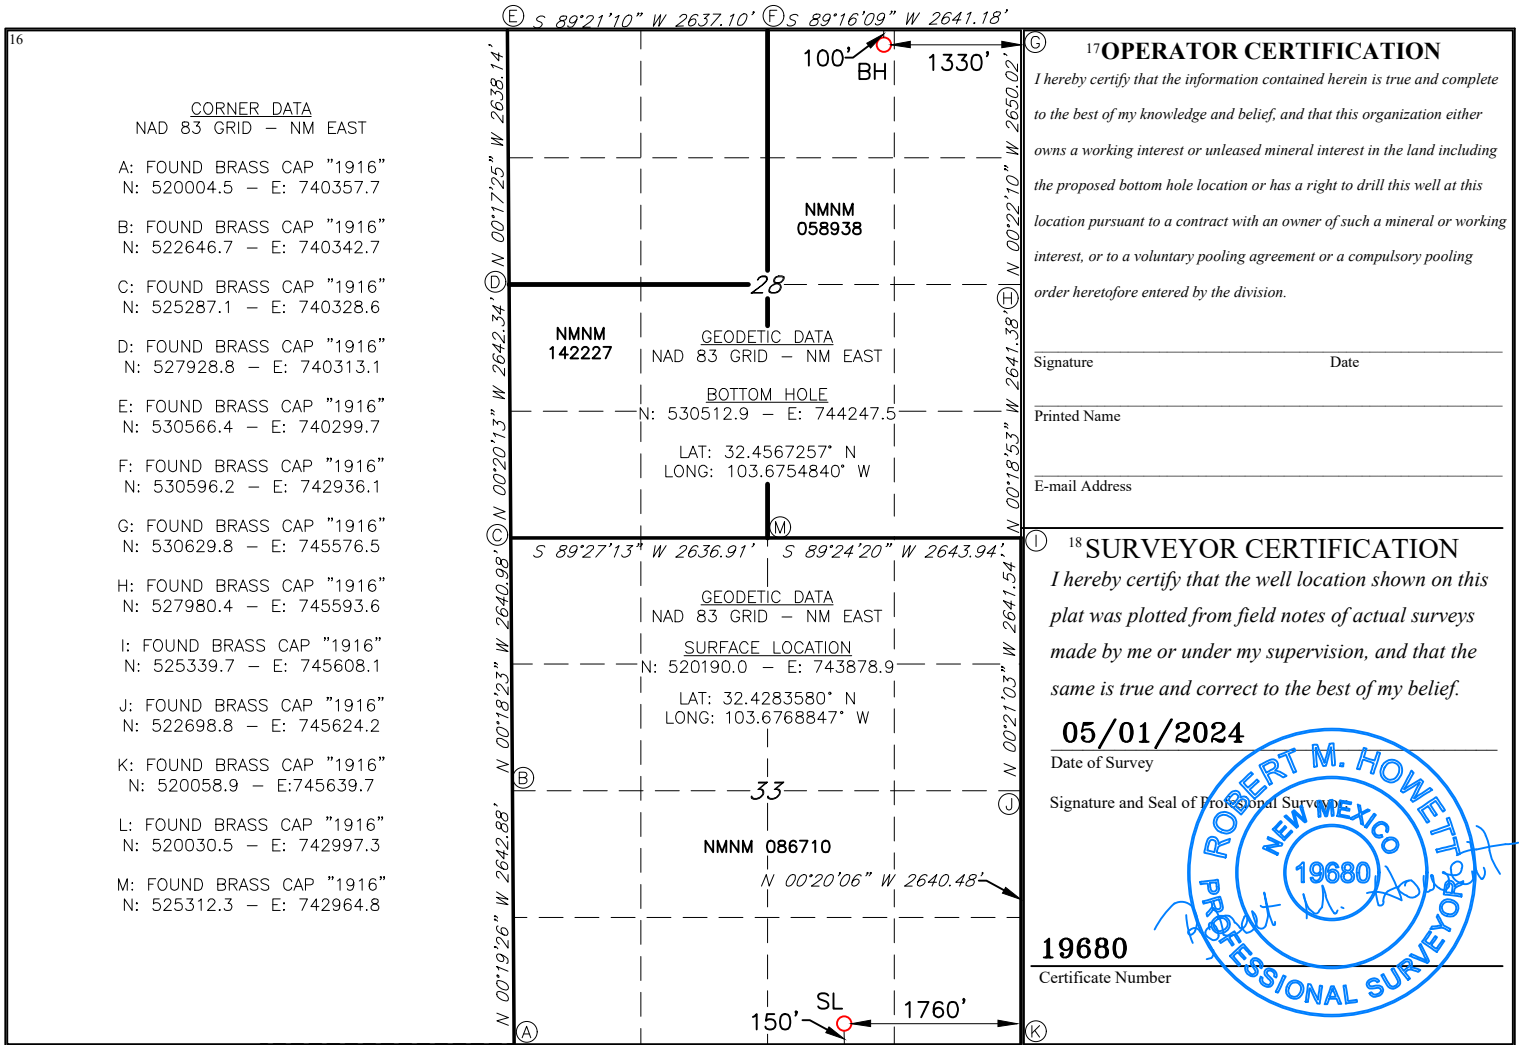 Ⓔ S 89°21'10" W 2637.10' Ⓕ S 89°16'09" W 2641.18'
16
CORNER DATA
NAD 83 GRID – NM EAST
A: FOUND BRASS CAP "1916"
N: 520004.5 – E: 740357.7
B: FOUND BRASS CAP "1916"
N: 522646.7 – E: 740342.7
C: FOUND BRASS CAP "1916"
N: 525287.1 – E: 740328.6
D: FOUND BRASS CAP "1916"
N: 527928.8 – E: 740313.1
E: FOUND BRASS CAP "1916"
N: 530566.4 – E: 740299.7
F: FOUND BRASS CAP "1916"
N: 530596.2 – E: 742936.1
G: FOUND BRASS CAP "1916"
N: 530629.8 – E: 745576.5
H: FOUND BRASS CAP "1916"
N: 527980.4 – E: 745593.6
I: FOUND BRASS CAP "1916"
N: 525339.7 – E: 745608.1
J: FOUND BRASS CAP "1916"
N: 522698.8 – E: 745624.2
K: FOUND BRASS CAP "1916"
N: 520058.9 – E:745639.7
L: FOUND BRASS CAP "1916"
N: 520030.5 – E: 742997.3
M: FOUND BRASS CAP "1916"
N: 525312.3 – E: 742964.8
N 00°17'25" W 2638.14'
Ⓓ
N 00°20'13" W 2642.34'
Ⓒ
N 00°18'23" W 2640.98'
Ⓑ
N 00°19'26" W 2642.88'
Ⓐ
100'
BH
1330'
NMNM
058938
28
NMNM
142227
GEODETIC DATA
NAD 83 GRID – NM EAST
BOTTOM HOLE
N: 530512.9 – E: 744247.5
LAT: 32.4567257° N
LONG: 103.6754840° W
Ⓜ
S 89°27'13" W 2636.91' S 89°24'20" W 2643.94'
GEODETIC DATA
NAD 83 GRID – NM EAST
SURFACE LOCATION
N: 520190.0 – E: 743878.9
LAT: 32.4283580° N
LONG: 103.6768847° W
33
NMNM 086710
N 00°20'06" W 2640.48'
SL
150'
1760'
Ⓖ
N 00°22'10" W 2650.02'
Ⓗ
N 00°18'53" W 2641.38'
Ⓘ
N 00°21'03" W 2641.54'
Ⓙ
Ⓚ
17 OPERATOR CERTIFICATION
I hereby certify that the information contained herein is true and complete
to the best of my knowledge and belief, and that this organization either
owns a working interest or unleased mineral interest in the land including
the proposed bottom hole location or has a right to drill this well at this
location pursuant to a contract with an owner of such a mineral or working
interest, or to a voluntary pooling agreement or a compulsory pooling
order heretofore entered by the division.
Signature Date
Printed Name
E-mail Address
18 SURVEYOR CERTIFICATION
I hereby certify that the well location shown on this
plat was plotted from field notes of actual surveys
made by me or under my supervision, and that the
same is true and correct to the best of my belief.
05/01/2024
Date of Survey
Signature and Seal of Professional Surveyor:
ROBERT M. HOWETT
NEW MEXICO
19680
PROFESSIONAL SURVEYOR
Robert M. Howett
19680
Certificate Number